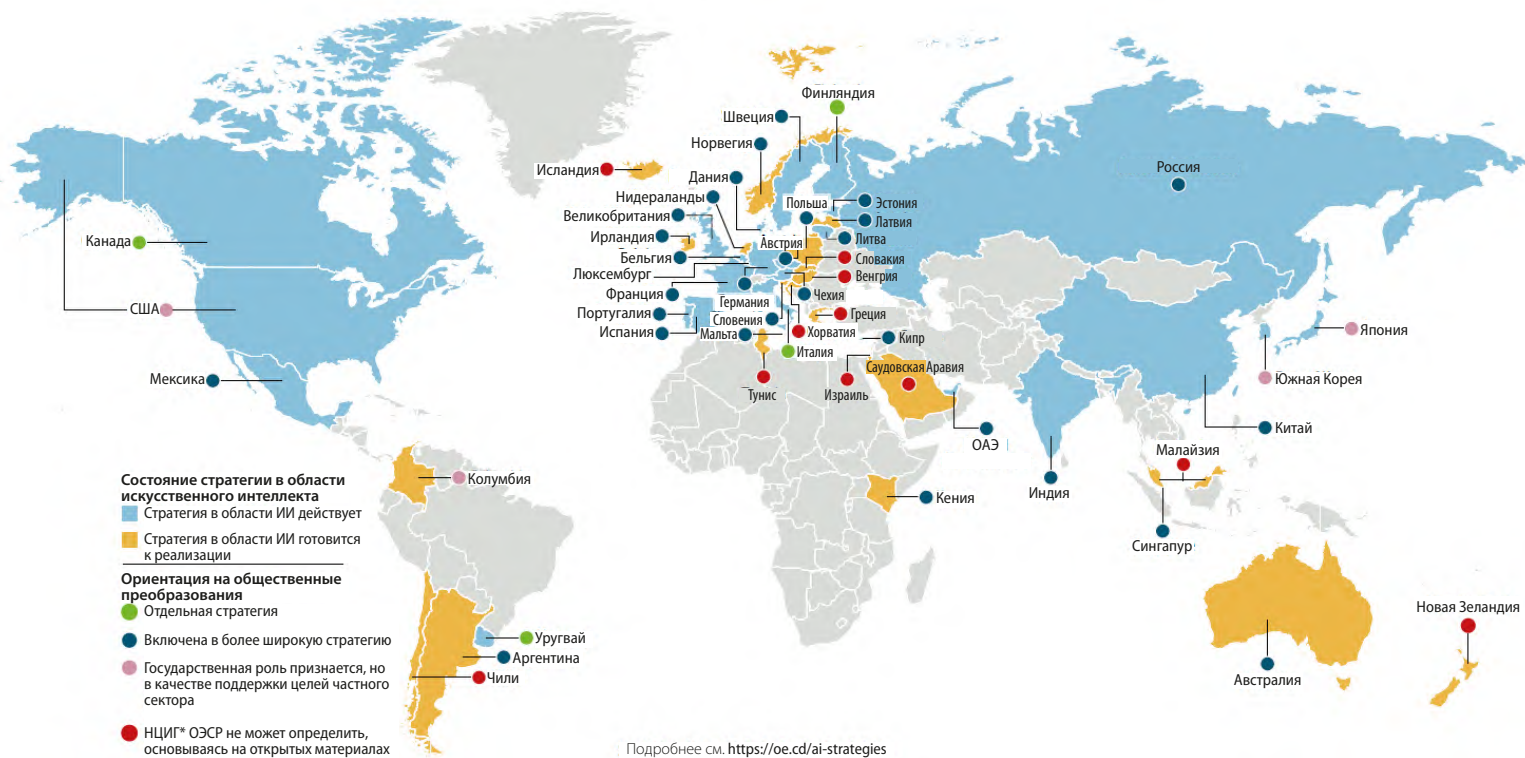 Финляндия
Швеция
Норвегия
Исландия
Дания
Россия
Нидераланды
Польша
Эстония
Великобритания
Латвия
Канада
Ирландия
Австрия
Литва
Бельгия
Словакия
Люксембург
Венгрия
Франция
Германия
Чехия
США
Португалия
Словения
Греция
Испания
Мальта
Хорватия
Кипр
Япония
Италия
Мексика
Тунис
Израиль
Саудовская Аравия
Южная Корея
ОАЭ
Китай
Малайзия
Индия
Колумбия
Кения
Сингапур
Состояние стратегии в области
искусственного интеллекта
Стратегия в области ИИ действует
Стратегия в области ИИ готовится
к реализации
Ориентация на общественные
преобразования
Отдельная стратегия
Включена в более широкую стратегию
Государственная роль признается, но
в качестве поддержки целей частного
сектора
НЦИГ* ОЭСР не может определить,
основываясь на открытых материалах
Уругвай
Аргентина
Чили
Новая Зеландия
Австралия
Подробнее см. https://oe.cd/ai-strategies